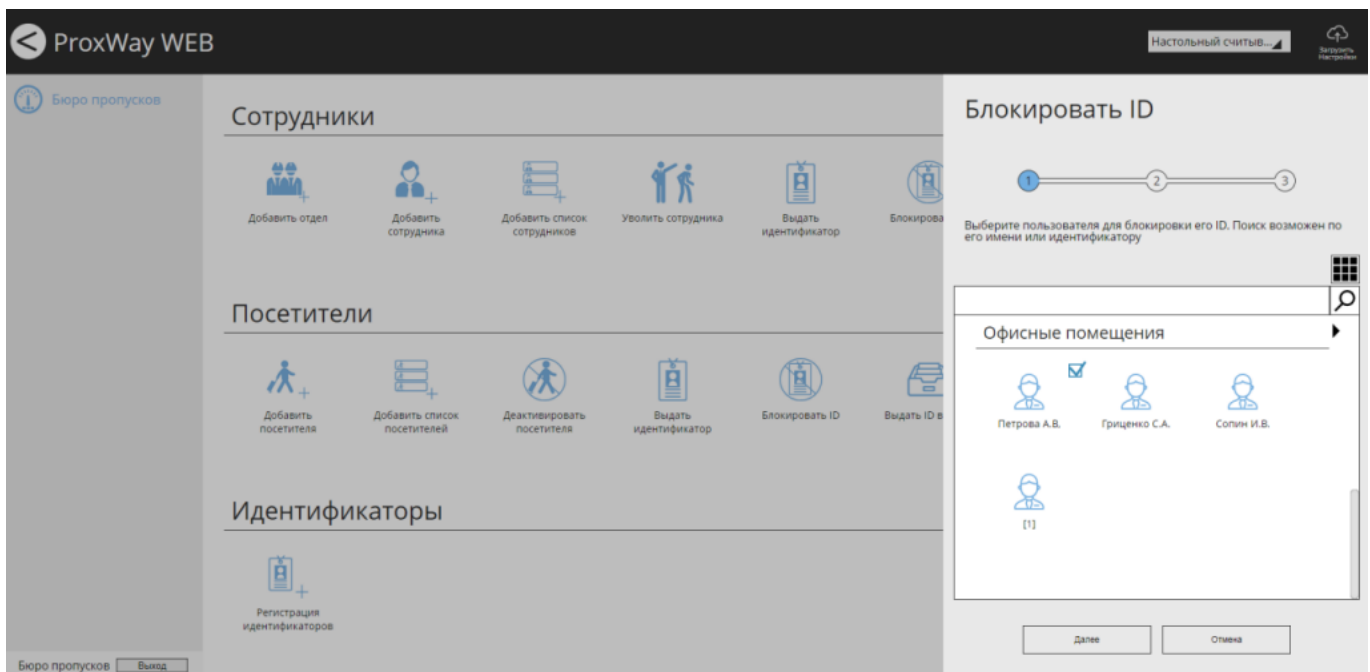 ProxWay WEB
Настольный считыв...
Загрузить
Настройки
Бюро пропусков
Сотрудники
Добавить отдел
Добавить
сотрудника
Добавить список
сотрудников
Уволить сотрудника
Выдать
идентификатор
Блокирова
Посетители
Добавить
посетителя
Добавить список
посетителей
Деактивировать
посетителя
Выдать
идентификатор
Блокировать ID
Выдать ID в
Идентификаторы
Регистрация
идентификаторов
Бюро пропусков
Выход
Блокировать ID
1 2 3
Выберите пользователя для блокировки его ID. Поиск возможен по
его имени или идентификатору
Офисные помещения
Петрова А.В.
Гриценко С.А.
Сопин И.В.
[1]
Далее
Отмена